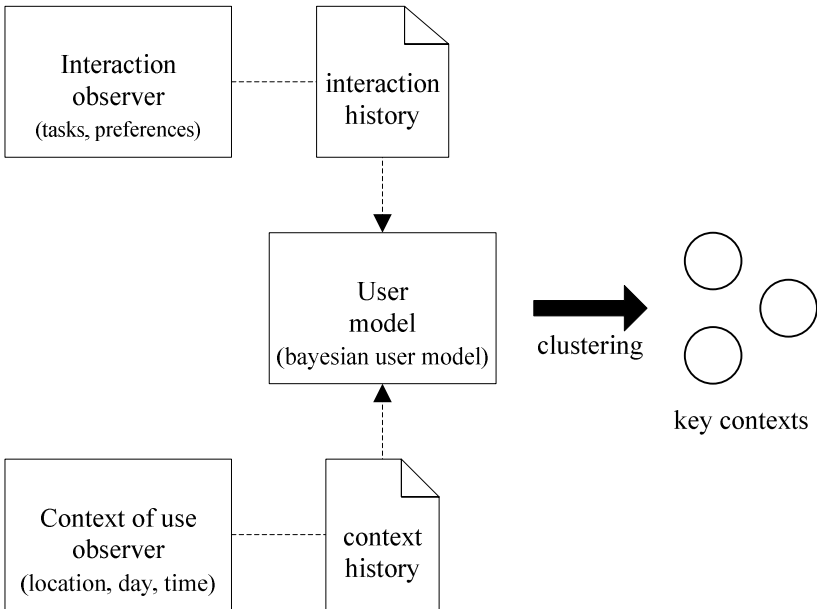 Interaction
observer
(tasks, preferences)
interaction
history
User
model
(bayesian user model)
clustering
key contexts
Context of use
observer
(location, day, time)
context
history